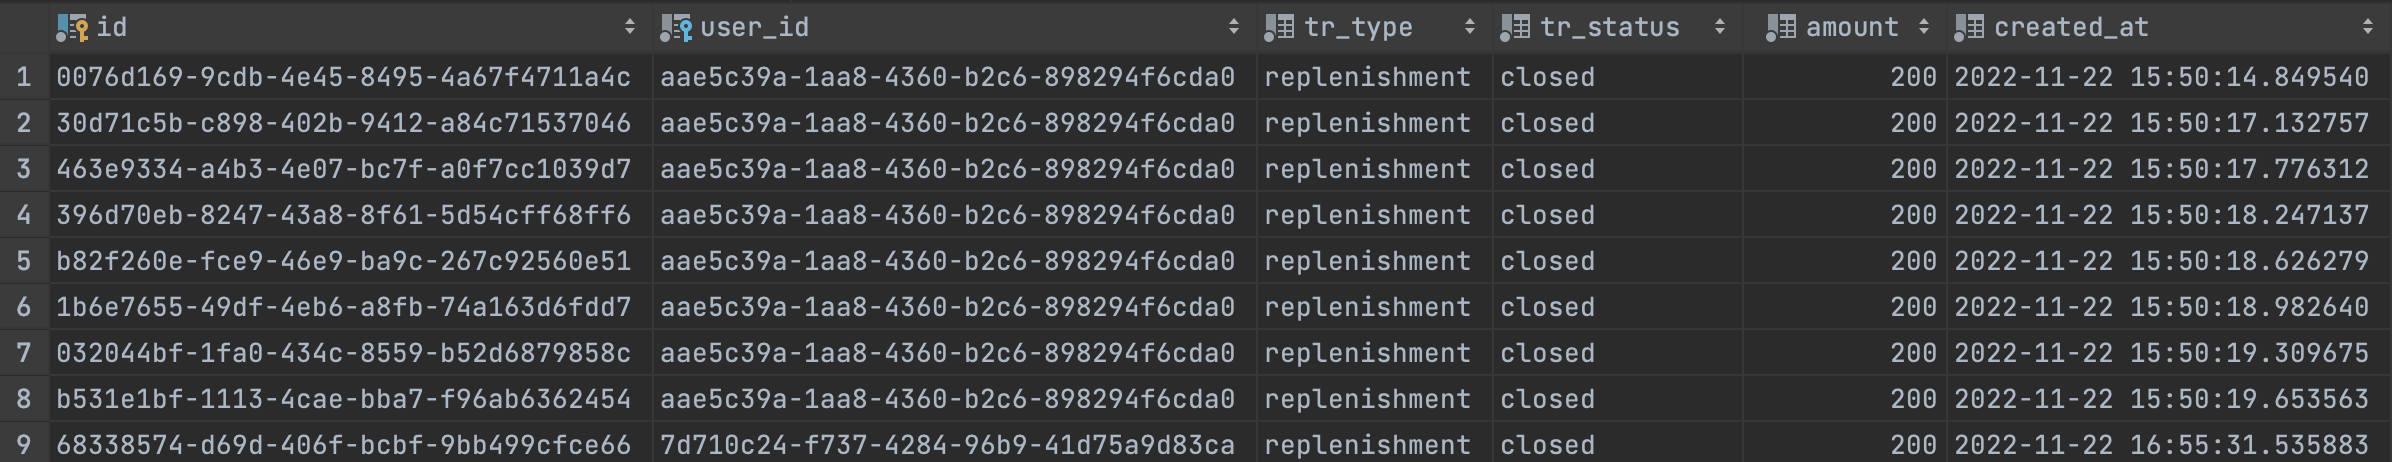 id user_id tr_type tr_status amount created_at
1 0076d169-9cdb-4e45-8495-4a67f4711a4c aae5c39a-1aa8-4360-b2c6-898294f6cda0 replenishment closed 200 2022-11-22 15:50:14.849540
2 30d71c5b-c898-402b-9412-a84c71537046 aae5c39a-1aa8-4360-b2c6-898294f6cda0 replenishment closed 200 2022-11-22 15:50:17.132757
3 463e9334-a4b3-4e07-bc7f-a0f7cc1039d7 aae5c39a-1aa8-4360-b2c6-898294f6cda0 replenishment closed 200 2022-11-22 15:50:17.776312
4 396d70eb-8247-43a8-8f61-5d54cff68ff6 aae5c39a-1aa8-4360-b2c6-898294f6cda0 replenishment closed 200 2022-11-22 15:50:18.247137
5 b82f260e-fce9-46e9-ba9c-267c92560e51 aae5c39a-1aa8-4360-b2c6-898294f6cda0 replenishment closed 200 2022-11-22 15:50:18.626279
6 1b6e7655-49df-4eb6-a8fb-74a163d6fdd7 aae5c39a-1aa8-4360-b2c6-898294f6cda0 replenishment closed 200 2022-11-22 15:50:18.982640
7 032044bf-1fa0-434c-8559-b52d6879858c aae5c39a-1aa8-4360-b2c6-898294f6cda0 replenishment closed 200 2022-11-22 15:50:19.309675
8 b531e1bf-1113-4cae-bba7-f96ab6362454 aae5c39a-1aa8-4360-b2c6-898294f6cda0 replenishment closed 200 2022-11-22 15:50:19.653563
9 68338574-d69d-406f-bcbf-9bb499cfce66 7d710c24-f737-4284-96b9-41d75a9d83ca replenishment closed 200 2022-11-22 16:55:31.535883